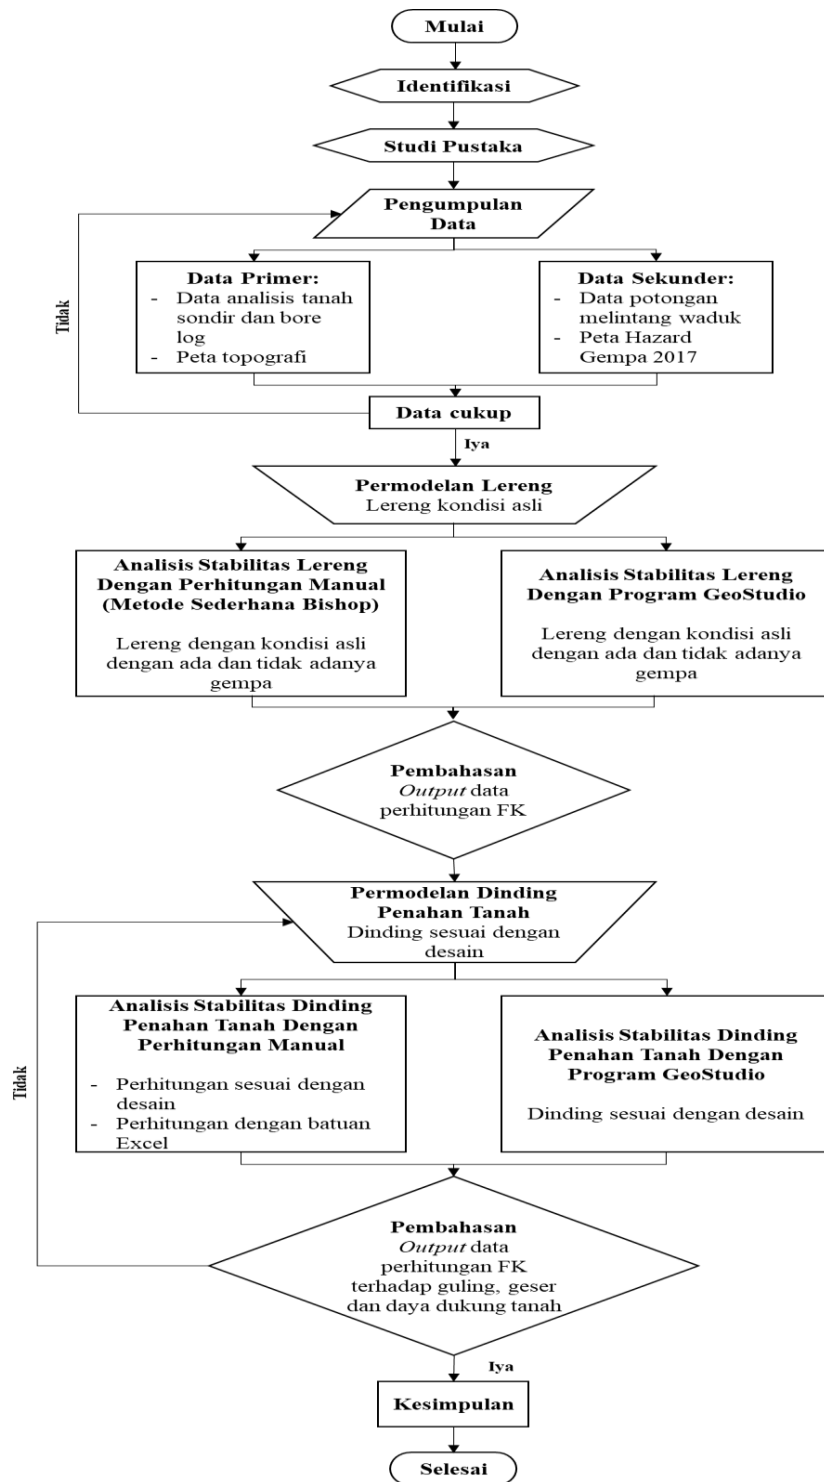 Mulai
Identifikasi
Studi Pustaka
Pengumpulan
Data
Data Primer:
- Data analisis tanah
sondir dan bore
log
- Peta topografi
Data Sekunder:
- Data potongan
melintang waduk
- Peta Hazard
Gempa 2017
Tidak
Data cukup
Iya
Permodelan Lereng
Lereng kondisi asli
Analisis Stabilitas Lereng
Dengan Perhitungan Manual
(Metode Sederhana Bishop)
Lereng dengan kondisi asli
dengan ada dan tidak adanya
gempa
Analisis Stabilitas Lereng
Dengan Program GeoStudio
Lereng dengan kondisi asli
dengan ada dan tidak adanya
gempa
Pembahasan
Output data
perhitungan FK
Permodelan Dinding
Penahan Tanah
Dinding sesuai dengan
desain
Analisis Stabilitas Dinding
Penahan Tanah Dengan
Perhitungan Manual
- Perhitungan sesuai dengan
desain
- Perhitungan dengan batuan
Excel
Analisis Stabilitas Dinding
Penahan Tanah Dengan
Program GeoStudio
Dinding sesuai dengan desain
Tidak
Pembahasan
Output data
perhitungan FK
terhadap guling, geser
dan daya dukung tanah
Iya
Kesimpulan
Selesai